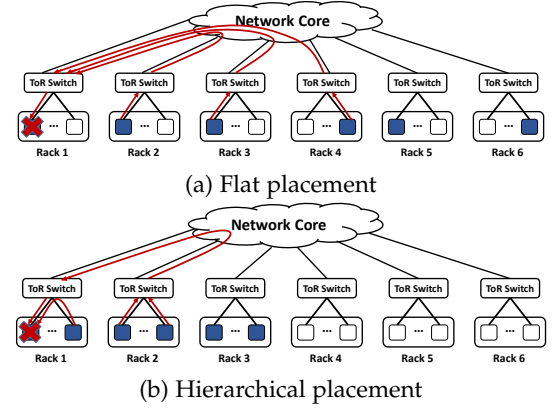 Network Core
ToR Switch ToR Switch ToR Switch ToR Switch ToR Switch ToR Switch
... ... ... ... ... ...
Rack 1 Rack 2 Rack 3 Rack 4 Rack 5 Rack 6
(a) Flat placement
Network Core
ToR Switch ToR Switch ToR Switch ToR Switch ToR Switch ToR Switch
... ... ... ... ... ...
Rack 1 Rack 2 Rack 3 Rack 4 Rack 5 Rack 6
(b) Hierarchical placement